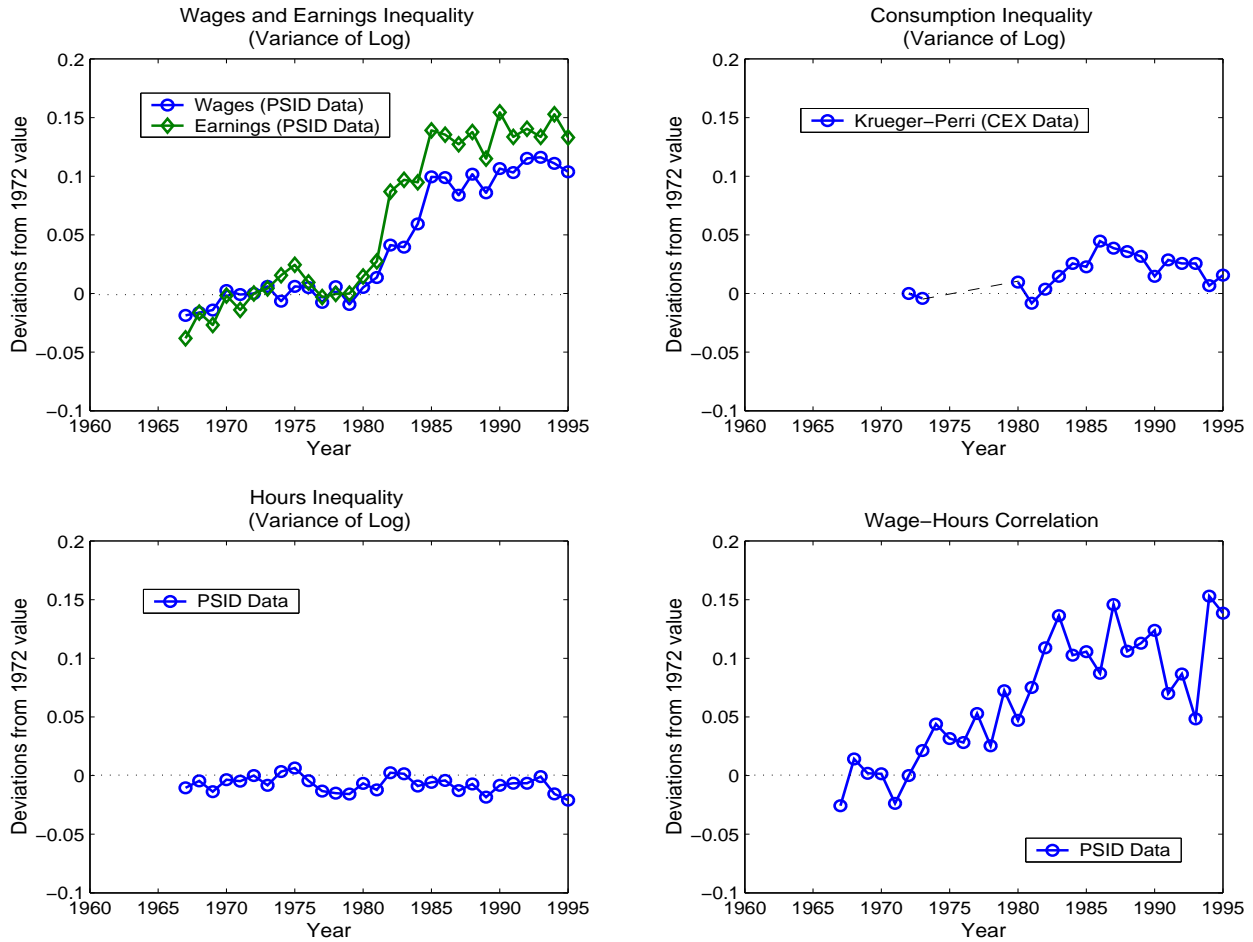 Wages and Earnings Inequality
(Variance of Log)
0.2
0.15
0.1
0.05
0
−0.05
−0.1
Deviations from 1972 value
Wages (PSID Data)
Earnings (PSID Data)
1960 1965 1970 1975 1980 1985 1990 1995
Year
Consumption Inequality
(Variance of Log)
0.2
0.15
0.1
0.05
0
−0.05
−0.1
Deviations from 1972 value
Krueger−Perri (CEX Data)
1960 1965 1970 1975 1980 1985 1990 1995
Year
Hours Inequality
(Variance of Log)
0.2
0.15
0.1
0.05
0
−0.05
−0.1
Deviations from 1972 value
PSID Data
1960 1965 1970 1975 1980 1985 1990 1995
Year
Wage−Hours Correlation
0.2
0.15
0.1
0.05
0
−0.05
−0.1
Deviations from 1972 value
PSID Data
1960 1965 1970 1975 1980 1985 1990 1995
Year